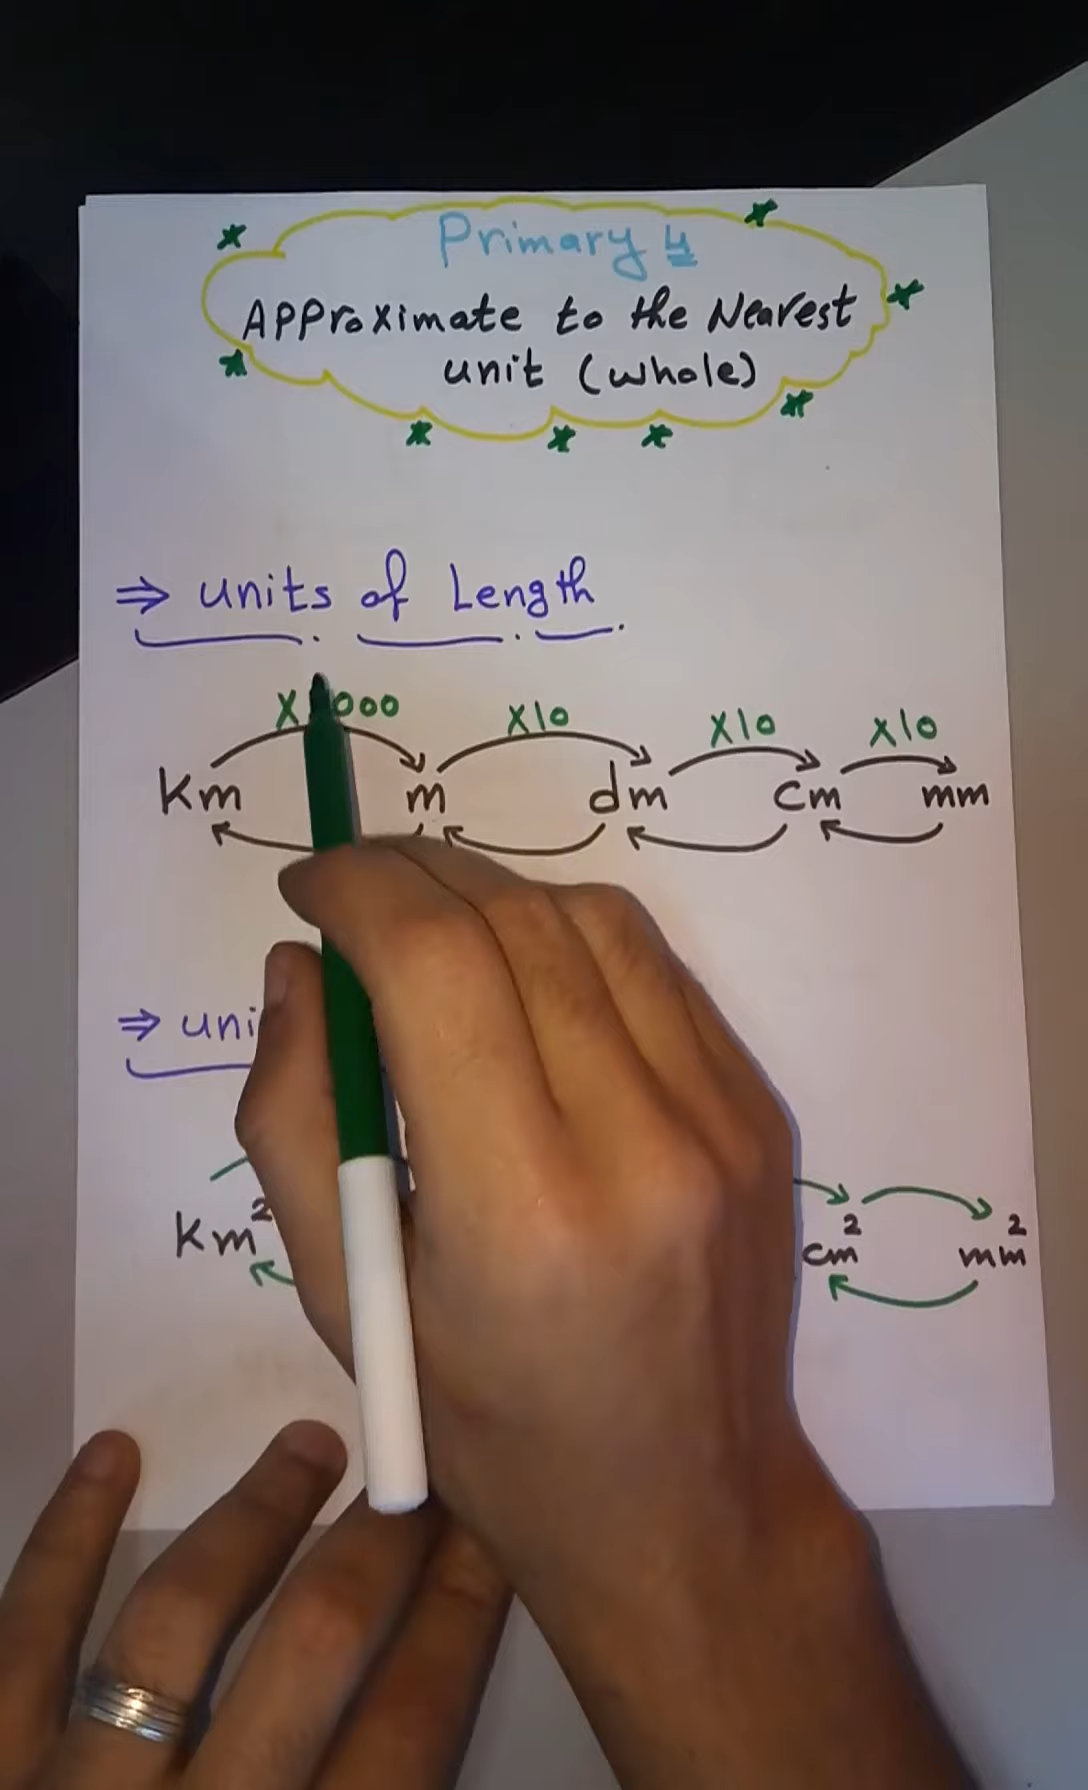 Primary 4
Approximate to the Nearest
unit (whole)
⇒ units of Length
X 000 X10 X10 X10
Km m dm cm mm
⇒ uni
Km² cm² mm²